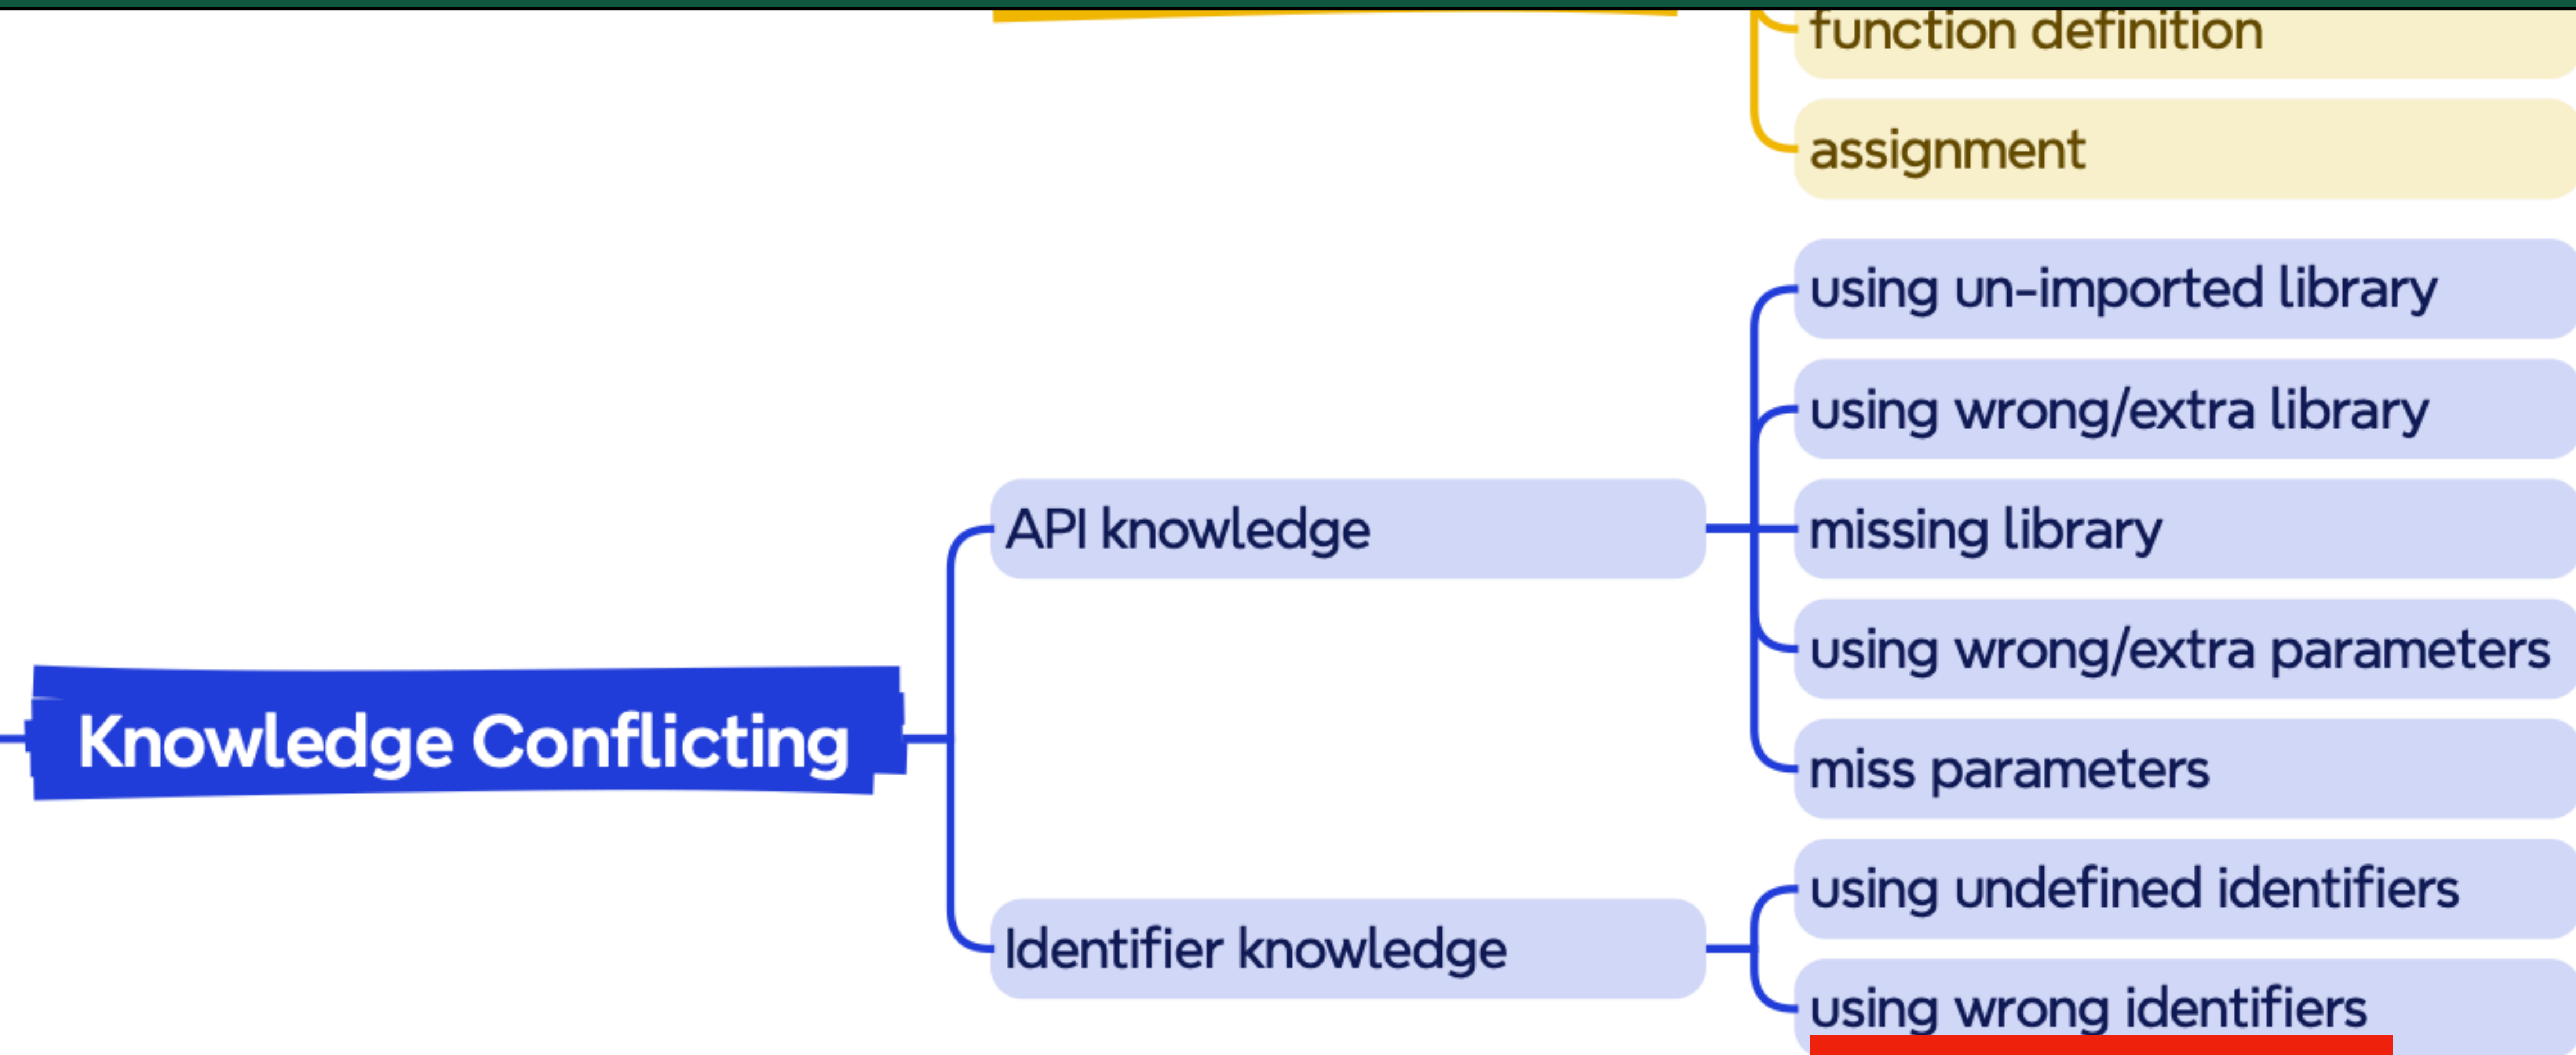 function definition
assignment
using un-imported library
using wrong/extra library
API knowledge
missing library
using wrong/extra parameters
Knowledge Conflicting
miss parameters
using undefined identifiers
Identifier knowledge
using wrong identifiers